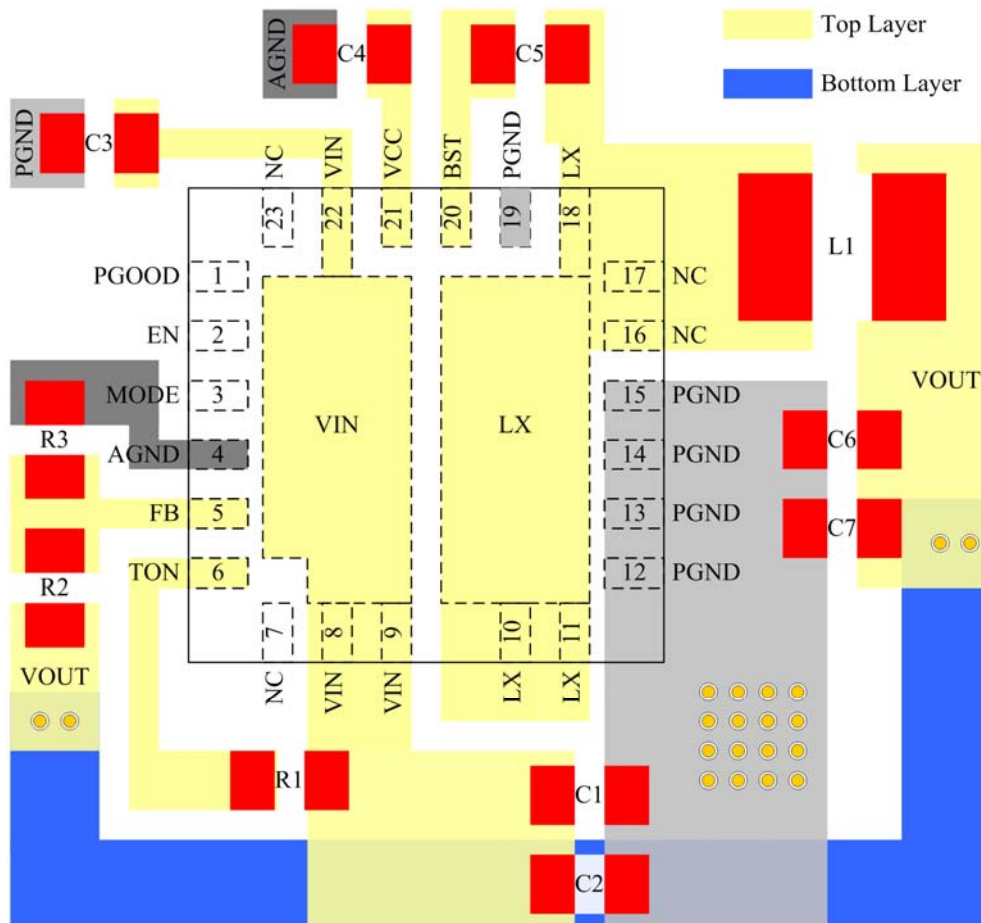 Top Layer
Bottom Layer
AGND
C4
C5
PGND
C3
NC
VIN
VCC
BST
PGND
LX
23
22
21
20
19
18
L1
PGOOD
1
17
NC
EN
2
16
NC
MODE
3
15
PGND
VOUT
VIN
LX
R3
AGND
4
14
PGND
C6
FB
5
13
PGND
C7
TON
6
12
PGND
R2
7
8
9
10
11
VOUT
NC
VIN
VIN
LX
LX
R1
C1
C2